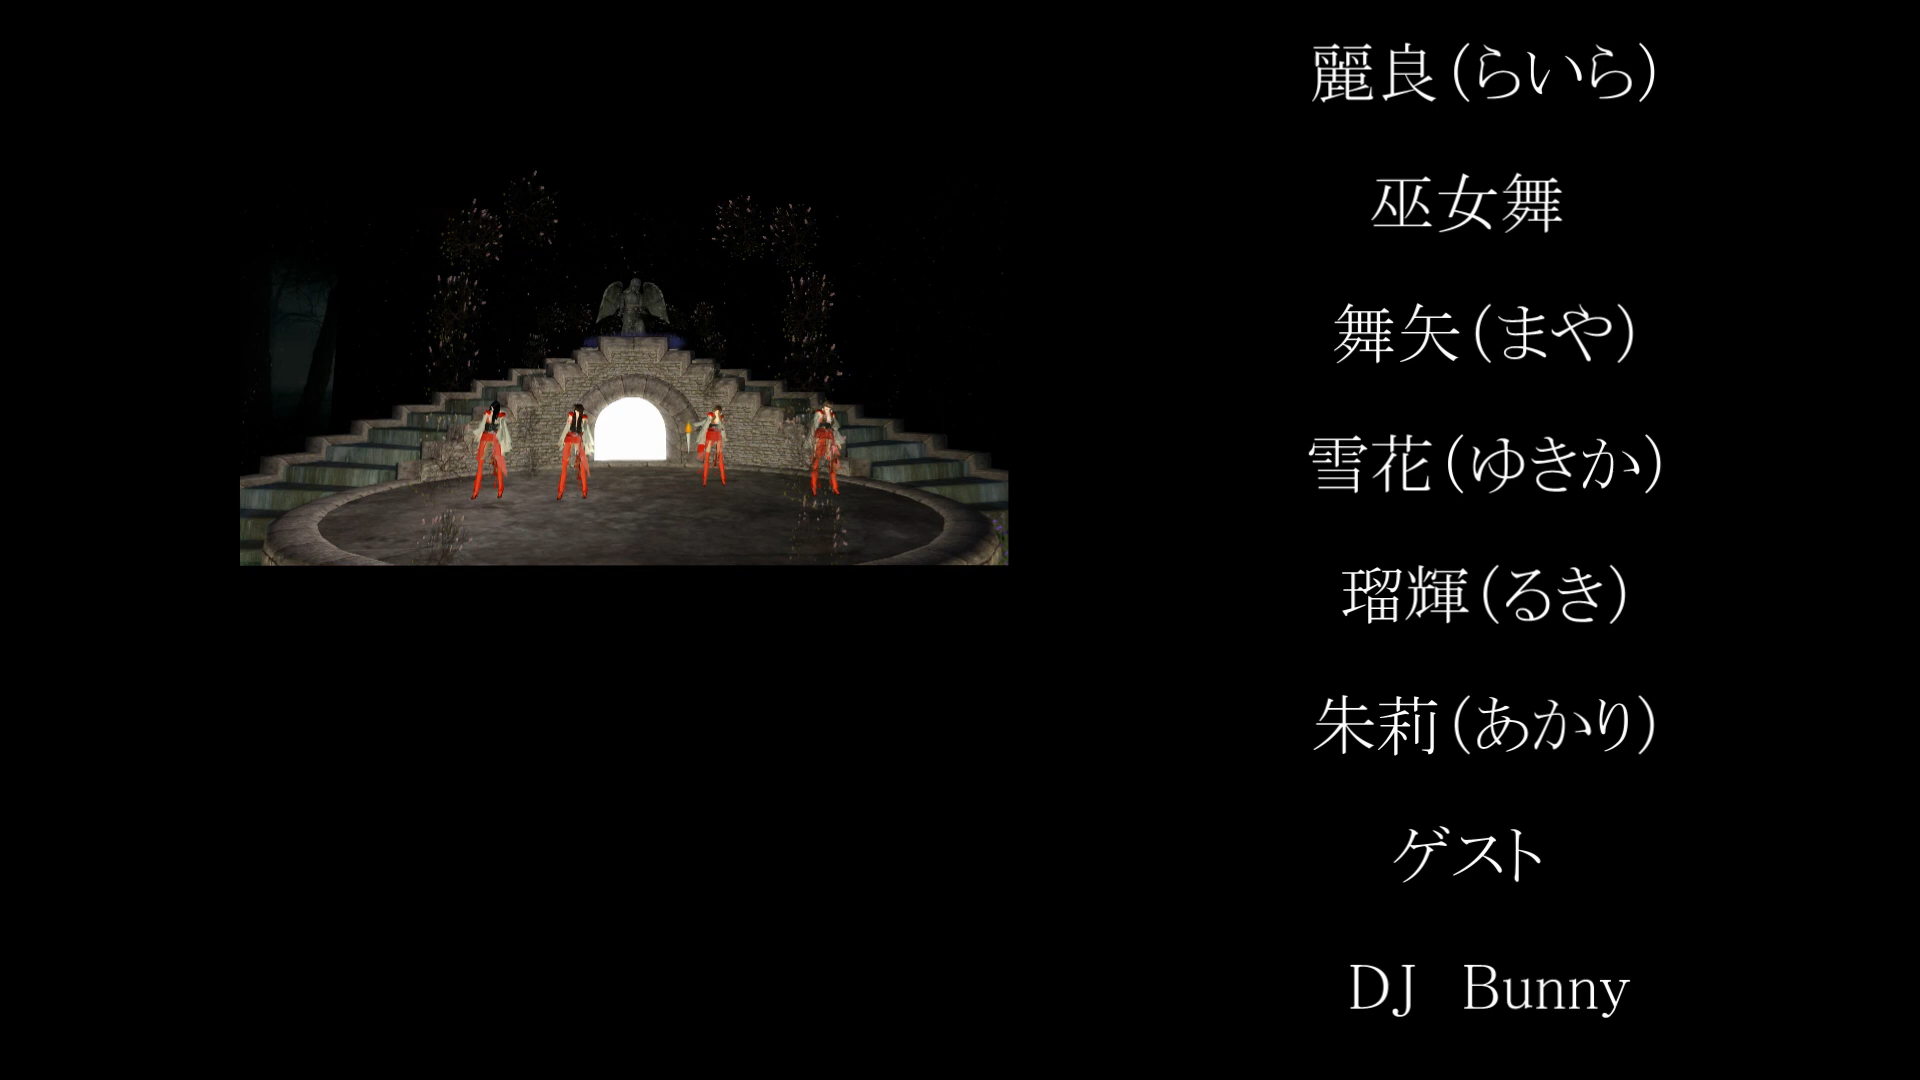 麗良（らいら）
巫女舞
舞矢（まや）
雪花（ゆきか）
瑠輝（るき）
朱莉（あかり）
ゲスト
DJ　Bunny